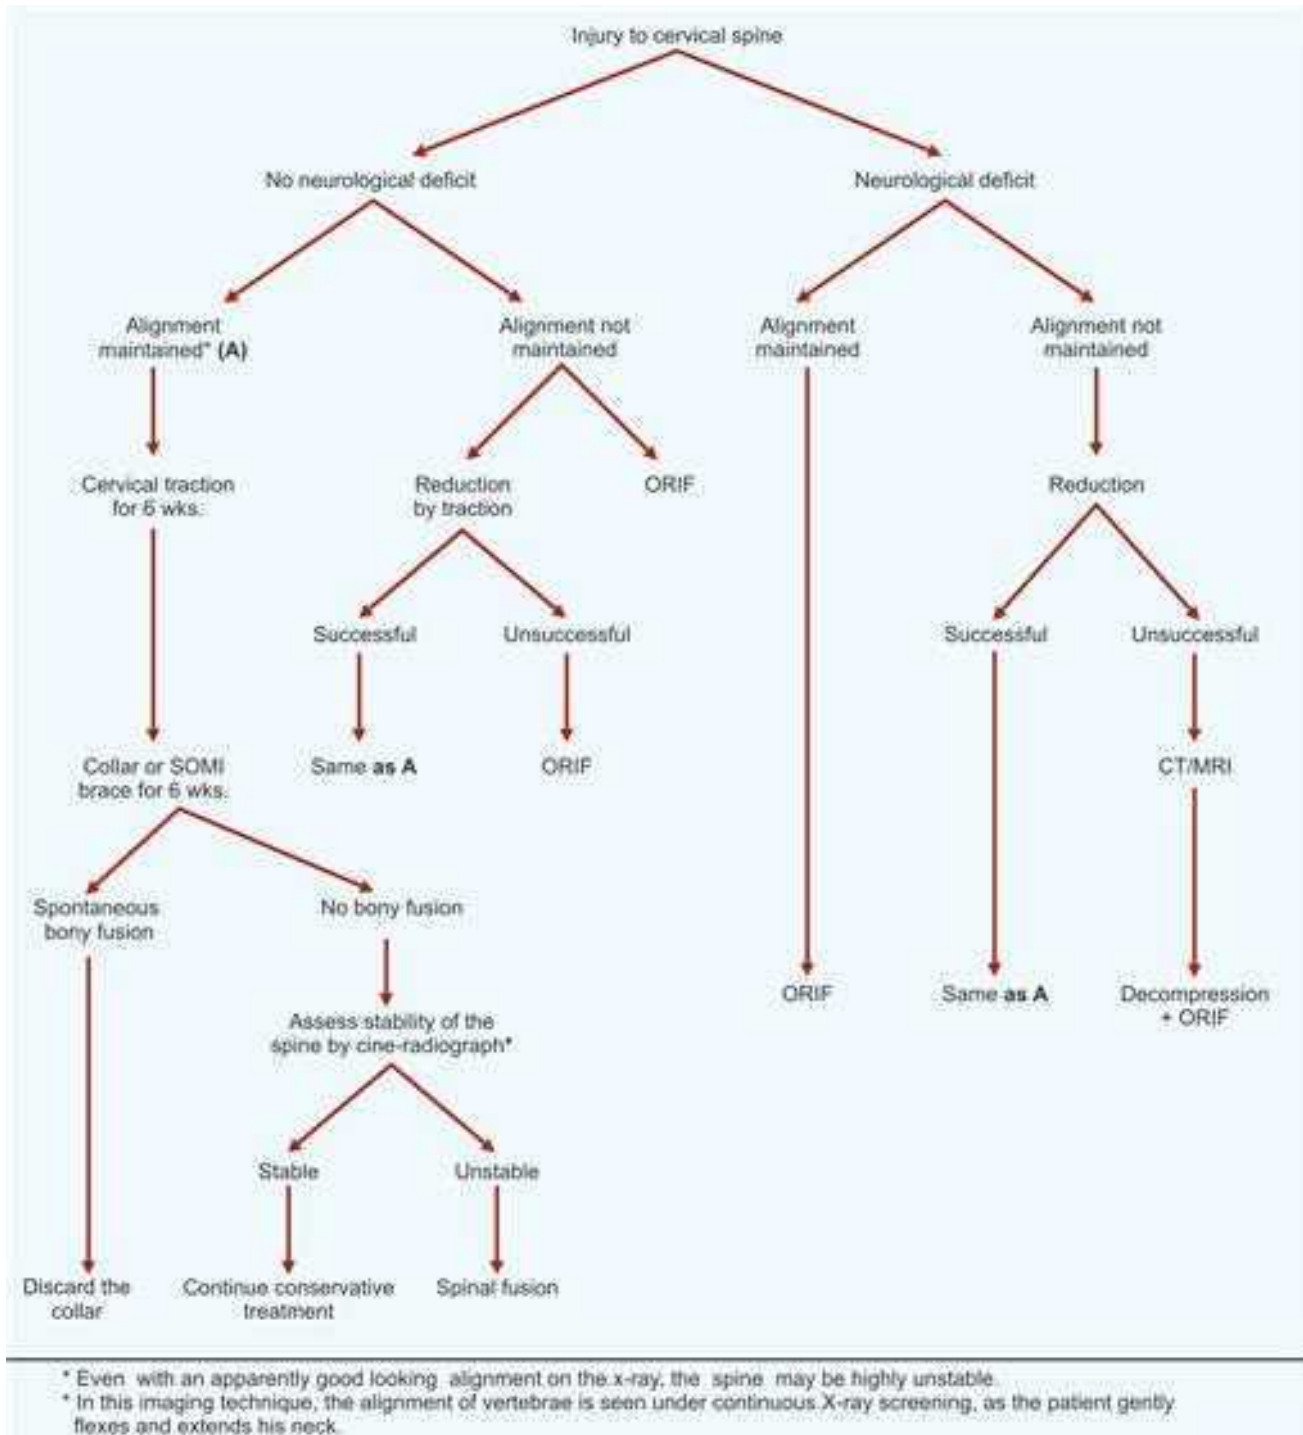 Injury to cervical spine
No neurological deficit
Neurological deficit
Alignment
maintained* (A)
Alignment not
maintained
Alignment
maintained
Alignment not
maintained
Cervical traction
for 6 wks.
Reduction
by traction
ORIF
Reduction
Successful
Unsuccessful
Successful
Unsuccessful
Collar or SOMI
brace for 6 wks.
Same as A
ORIF
CT/MRI
Spontaneous
bony fusion
No bony fusion
ORIF
Same as A
Decompression
+ ORIF
Assess stability of the
spine by cine-radiograph*
Stable
Unstable
Discard the
collar
Continue conservative
treatment
Spinal fusion
* Even with an apparently good looking alignment on the x-ray, the spine may be highly unstable.
* In this imaging technique, the alignment of vertebrae is seen under continuous X-ray screening, as the patient gently
flexes and extends his neck.